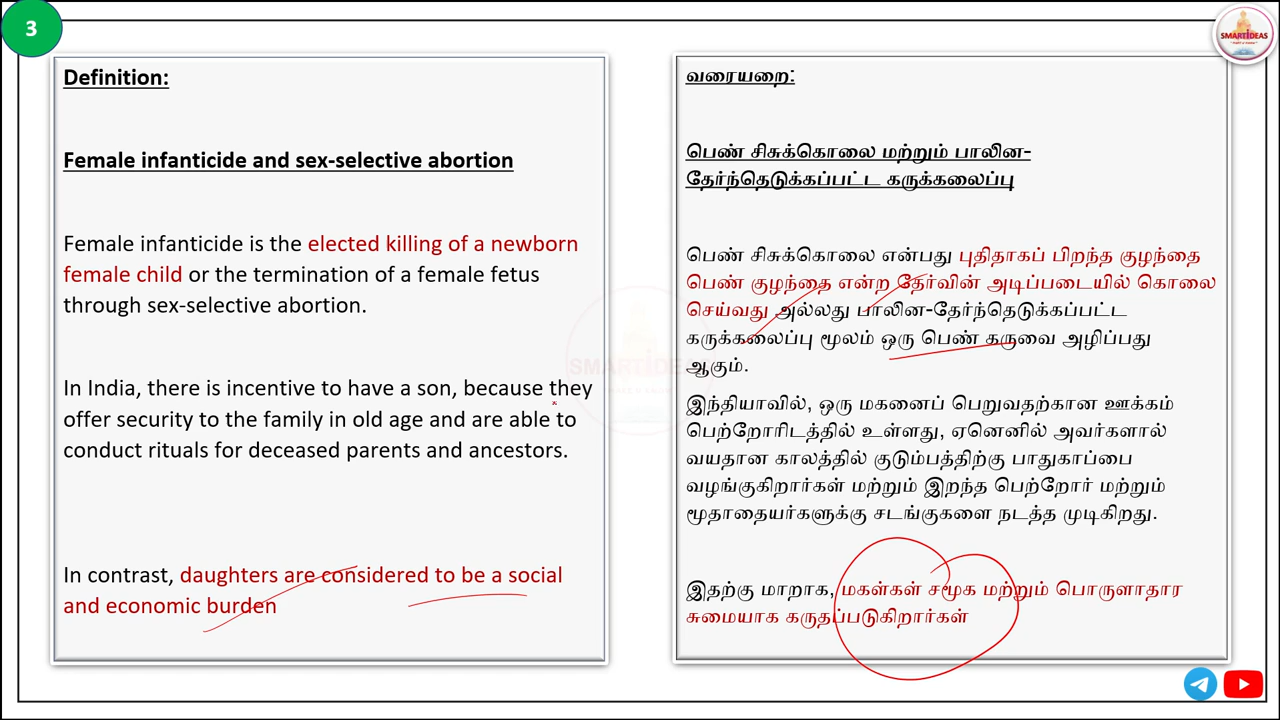 3
SMARTIDEAS
Definition:
Female infanticide and sex-selective abortion
Female infanticide is the elected killing of a newborn
female child or the termination of a female fetus
through sex-selective abortion.
In India, there is incentive to have a son, because they
offer security to the family in old age and are able to
conduct rituals for deceased parents and ancestors.
In contrast, daughters are considered to be a social
and economic burden
வரையறை:
பெண் சிசுக்கொலை மற்றும் பாலின-
தேர்ந்தெடுக்கப்பட்ட கருக்கலைப்பு
பெண் சிசுக்கொலை என்பது புதிதாகப் பிறந்த குழந்தை
பெண் குழந்தை என்ற தேர்வின் அடிப்படையில் கொலை
செய்வது அல்லது பாலின-தேர்ந்தெடுக்கப்பட்ட
கருக்கலைப்பு மூலம் ஒரு பெண் கருவை அழிப்பது
ஆகும்.
இந்தியாவில், ஒரு மகனைப் பெறுவதற்கான ஊக்கம்
பெற்றோரிடத்தில் உள்ளது, ஏனெனில் அவர்களால்
வயதான காலத்தில் குடும்பத்திற்கு பாதுகாப்பை
வழங்குகிறார்கள் மற்றும் இறந்த பெற்றோர் மற்றும்
மூதாதையர்களுக்கு சடங்குகளை நடத்த முடிகிறது.
இதற்கு மாறாக, மகள்கள் சமூக மற்றும் பொருளாதார
சுமையாக கருதப்படுகிறார்கள்
SMARTIDEAS